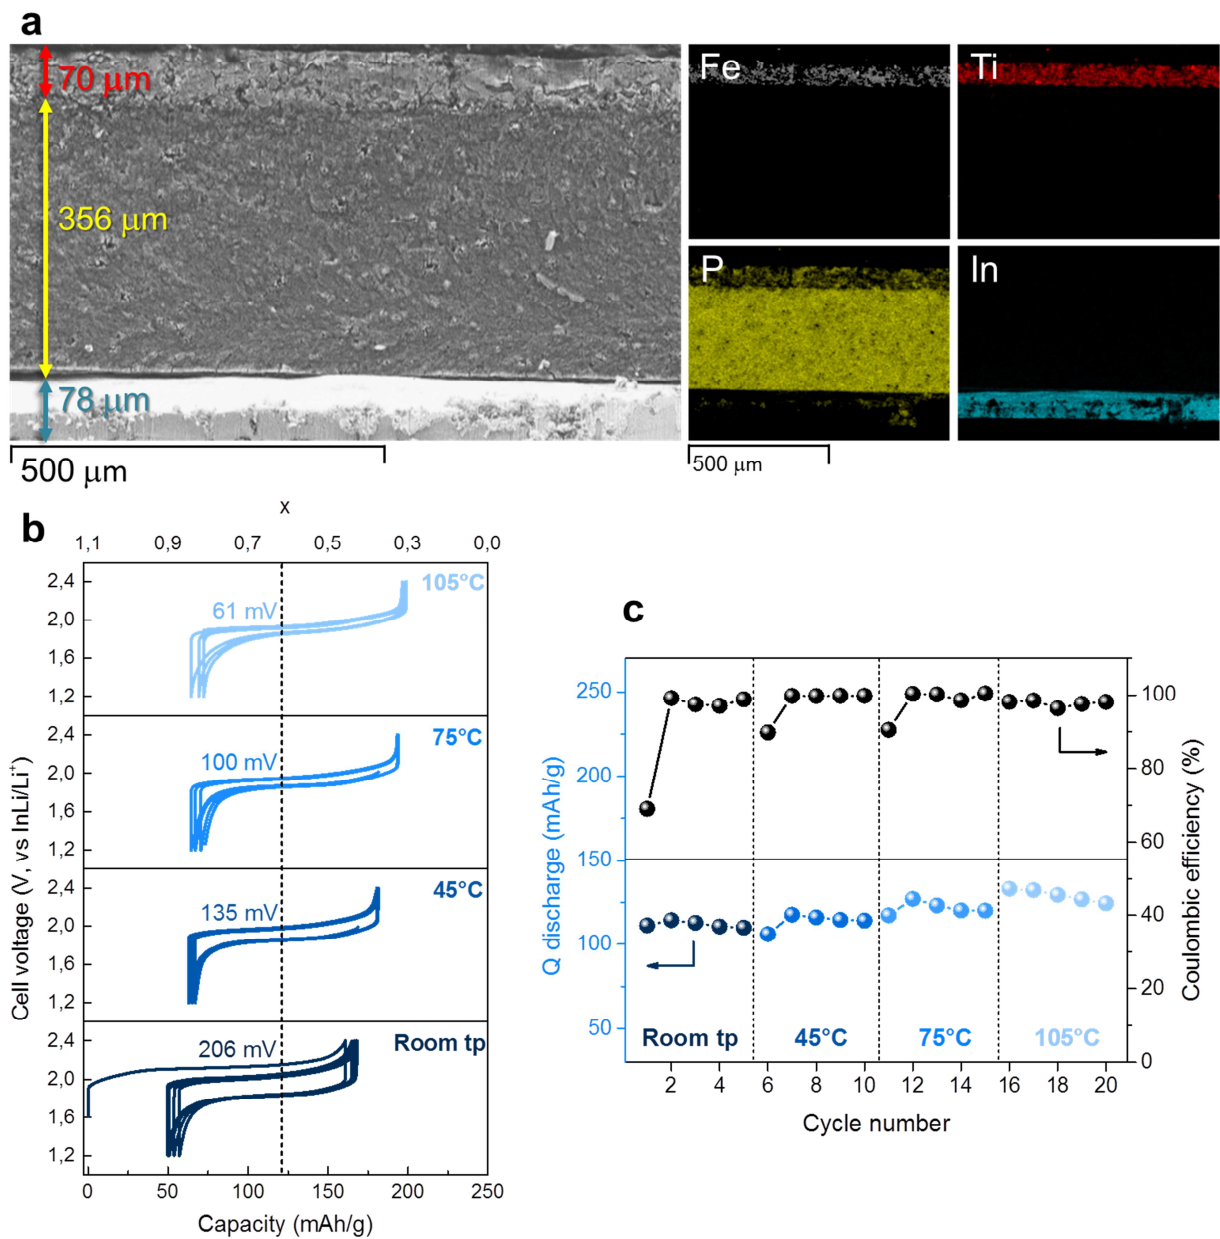 a
70 µm
356 µm
78 µm
500 µm
Fe
Ti
P
In
500 µm
b
x
1,1 0,9 0,7 0,5 0,3 0,0
Cell voltage (V, vs InLi/Li⁺)
2,4
2,0
1,6
1,2
61 mV
105°C
2,4
2,0
1,6
1,2
100 mV
75°C
2,4
2,0
1,6
1,2
135 mV
45°C
2,4
2,0
1,6
1,2
206 mV
Room tp
0 50 100 150 200 250
Capacity (mAh/g)
c
Q discharge (mAh/g)
250
200
150
100
50
100
80
60
40
20
0
Coulombic efficiency (%)
Room tp 45°C 75°C 105°C
2 4 6 8 10 12 14 16 18 20
Cycle number